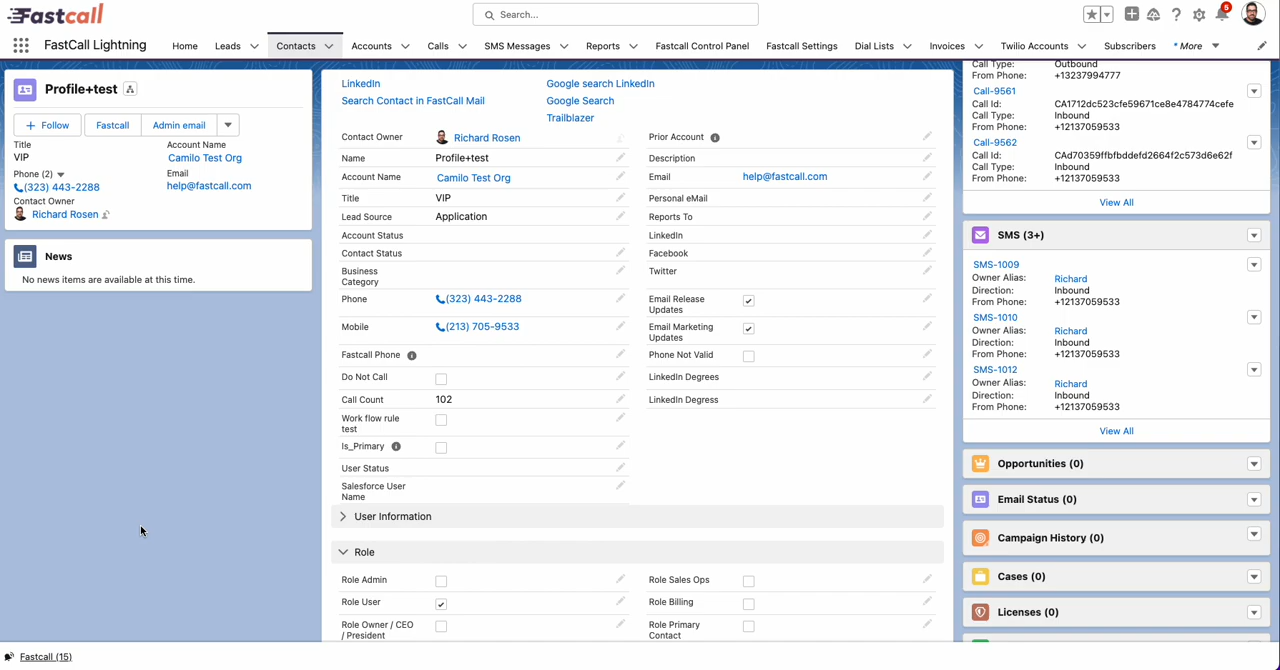 Fastcall
Search...
5
FastCall Lightning
Home
Leads
Contacts
Accounts
Calls
SMS Messages
Reports
Fastcall Control Panel
Fastcall Settings
Dial Lists
Invoices
Twilio Accounts
Subscribers
* More
Profile+test
+ Follow
Fastcall
Admin email
Title
VIP
Account Name
Camilo Test Org
Phone (2)
(323) 443-2288
Email
help@fastcall.com
Contact Owner
Richard Rosen
News
No news items are available at this time.
LinkedIn
Google search LinkedIn
Search Contact in FastCall Mail
Google Search
Trailblazer
Contact Owner
Richard Rosen
Prior Account
Name
Profile+test
Description
Account Name
Camilo Test Org
Email
help@fastcall.com
Title
VIP
Personal eMail
Lead Source
Application
Reports To
Account Status
LinkedIn
Contact Status
Facebook
Business
Category
Twitter
Phone
(323) 443-2288
Email Release
Updates
Mobile
(213) 705-9533
Email Marketing
Updates
Fastcall Phone
Phone Not Valid
Do Not Call
LinkedIn Degrees
Call Count
102
LinkedIn Degress
Work flow rule
test
Is_Primary
User Status
Salesforce User
Name
User Information
Role
Role Admin
Role Sales Ops
Role User
Role Billing
Role Owner / CEO
/ President
Role Primary
Contact
Call Type:
Outbound
From Phone:
+13237994777
Call-9561
Call Id:
CA1712dc523cfe59671ce8e4784774cefe
Call Type:
Inbound
From Phone:
+12137059533
Call-9562
Call Id:
CAd70359ffbfbddefd2664f2c573d6e62f
Call Type:
Inbound
From Phone:
+12137059533
View All
SMS (3+)
SMS-1009
Owner Alias:
Richard
Direction:
Inbound
From Phone:
+12137059533
SMS-1010
Owner Alias:
Richard
Direction:
Inbound
From Phone:
+12137059533
SMS-1012
Owner Alias:
Richard
Direction:
Inbound
From Phone:
+12137059533
View All
Opportunities (0)
Email Status (0)
Campaign History (0)
Cases (0)
Licenses (0)
Fastcall (15)